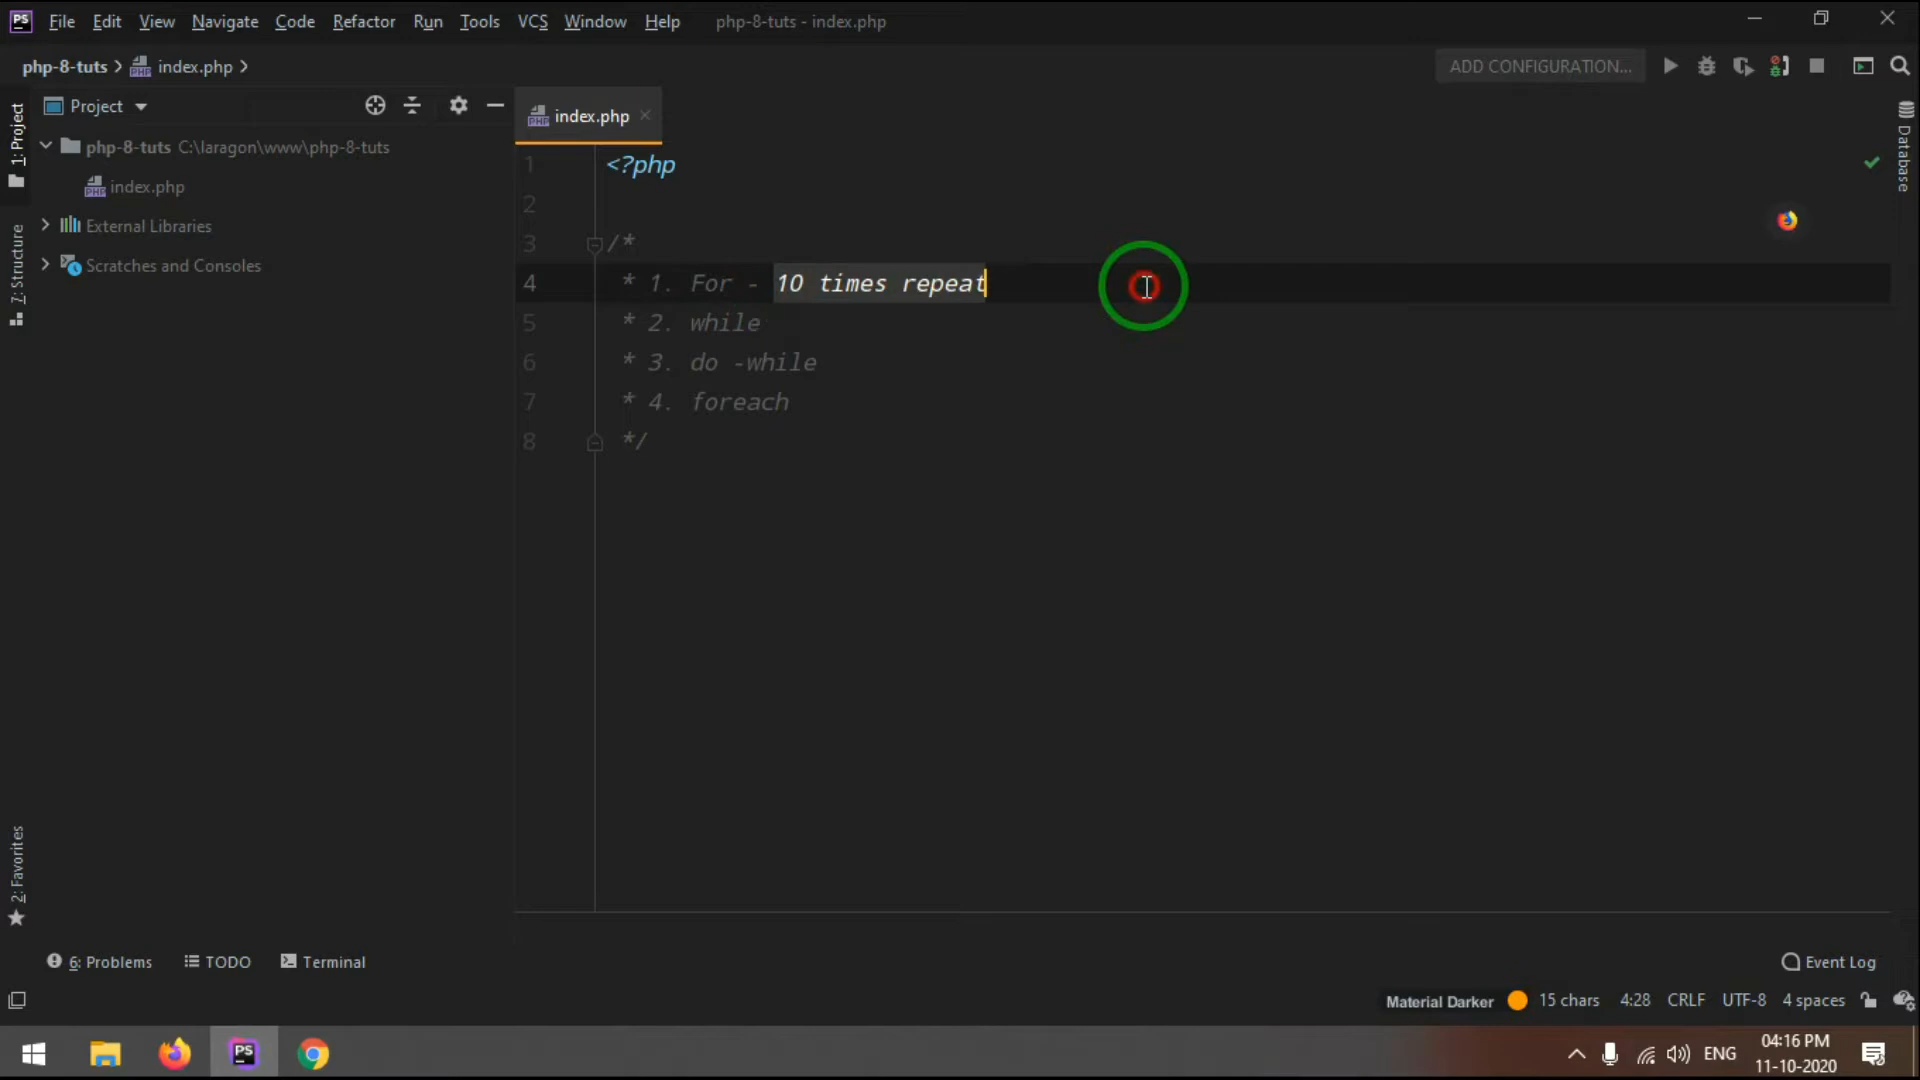 PS File Edit View Navigate Code Refactor Run Tools VCS Window Help php-8-tuts - index.php
php-8-tuts index.php ADD CONFIGURATION...
1: Project
Project
php-8-tuts C:\laragon\www\php-8-tuts
index.php
External Libraries
Scratches and Consoles
7: Structure
2: Favorites
index.php
Database
1 <?php
2
3 /*
4 * 1. For - 10 times repeat
5 * 2. while
6 * 3. do -while
7 * 4. foreach
8 */
6: Problems TODO Terminal Event Log
Material Darker 15 chars 4:28 CRLF UTF-8 4 spaces
PS ENG 04:16 PM
11-10-2020